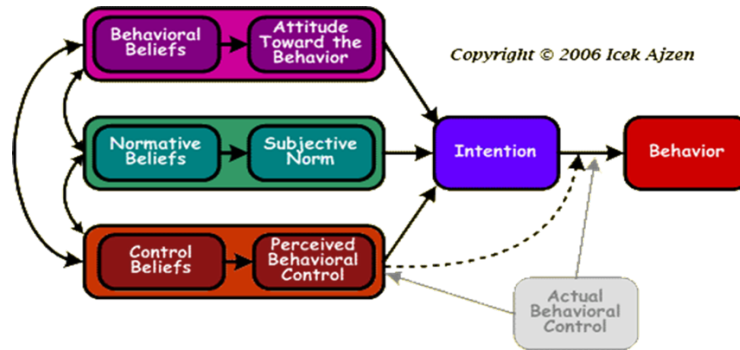 Behavioral
Beliefs
Attitude
Toward the
Behavior
Copyright © 2006 Icek Ajzen
Normative
Beliefs
Subjective
Norm
Intention
Behavior
Control
Beliefs
Perceived
Behavioral
Control
Actual
Behavioral
Control